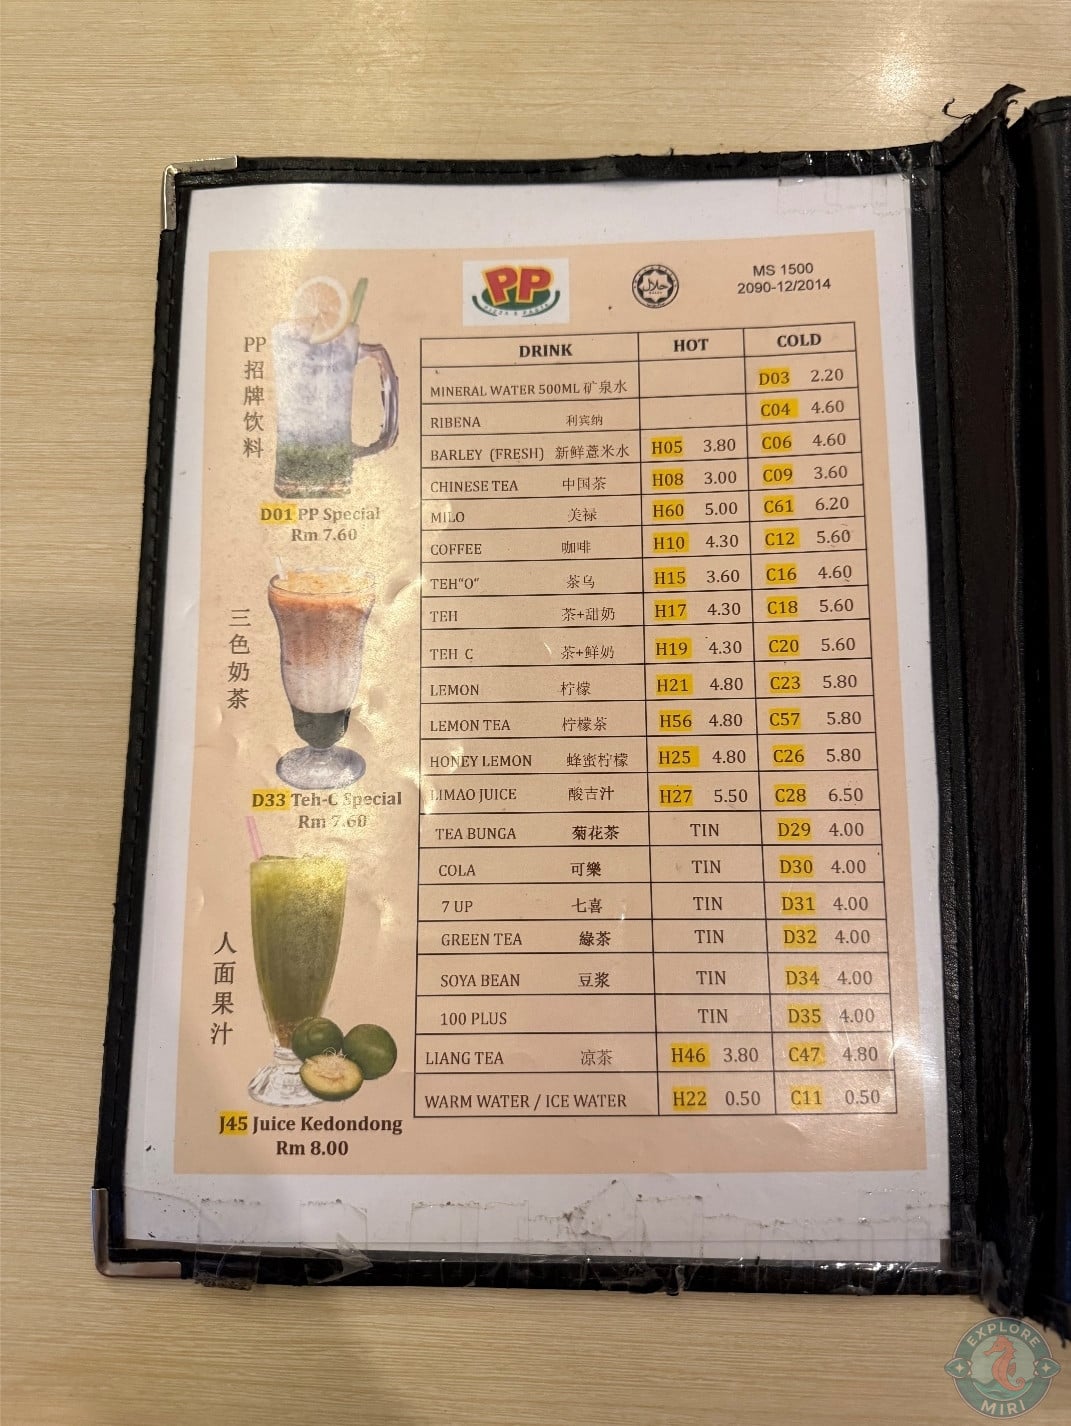 PP
PIZZA & PASTA
حلال
MS 1500
2090-12/2014
PP
招
牌
饮
料
D01 PP Special
Rm 7.60
三
色
奶
茶
D33 Teh-C Special
Rm 7.60
人
面
果
汁
J45 Juice Kedondong
Rm 8.00
DRINK HOT COLD
MINERAL WATER 500ML 矿泉水 D03 2.20
RIBENA 利宾纳 C04 4.60
BARLEY (FRESH) 新鲜薏米水 H05 3.80 C06 4.60
CHINESE TEA 中国茶 H08 3.00 C09 3.60
MILO 美禄 H60 5.00 C61 6.20
COFFEE 咖啡 H10 4.30 C12 5.60
TEH"O" 茶乌 H15 3.60 C16 4.60
TEH 茶+甜奶 H17 4.30 C18 5.60
TEH C 茶+鲜奶 H19 4.30 C20 5.60
LEMON 柠檬 H21 4.80 C23 5.80
LEMON TEA 柠檬茶 H56 4.80 C57 5.80
HONEY LEMON 蜂蜜柠檬 H25 4.80 C26 5.80
LIMAO JUICE 酸吉汁 H27 5.50 C28 6.50
TEA BUNGA 菊花茶 TIN D29 4.00
COLA 可樂 TIN D30 4.00
7 UP 七喜 TIN D31 4.00
GREEN TEA 綠茶 TIN D32 4.00
SOYA BEAN 豆浆 TIN D34 4.00
100 PLUS TIN D35 4.00
LIANG TEA 凉茶 H46 3.80 C47 4.80
WARM WATER / ICE WATER H22 0.50 C11 0.50
EXPLORE
MIRI